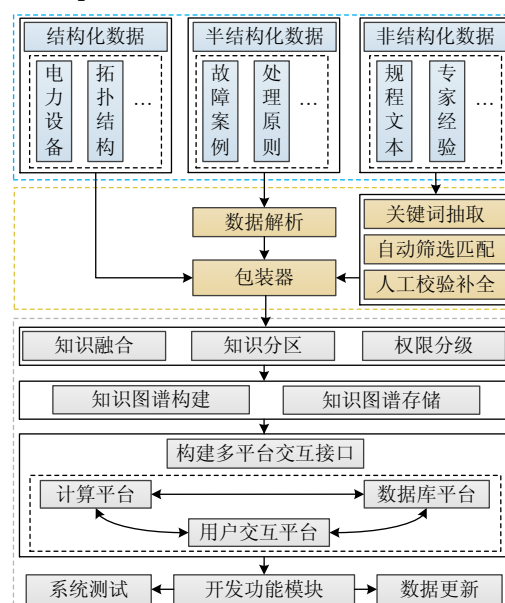 结构化数据
半结构化数据
非结构化数据
电力设备
拓扑结构
…
故障案例
处理原则
…
规程文本
专家经验
…
数据解析
包装器
关键词抽取
自动筛选匹配
人工校验补全
知识融合
知识分区
权限分级
知识图谱构建
知识图谱存储
构建多平台交互接口
计算平台
数据库平台
用户交互平台
系统测试
开发功能模块
数据更新